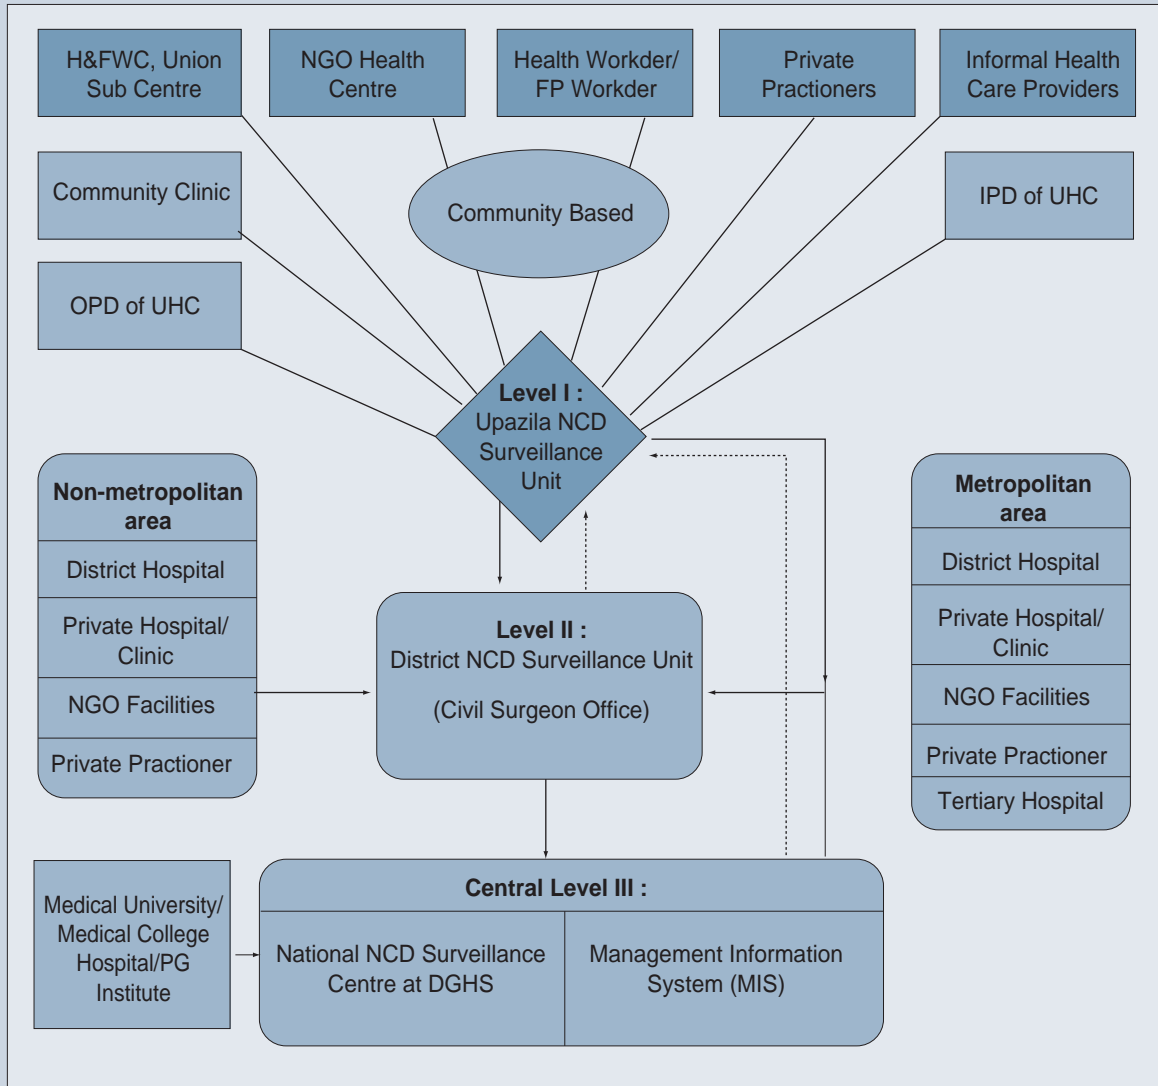 H&FWC, Union
Sub Centre
NGO Health
Centre
Health Workder/
FP Workder
Private
Practioners
Informal Health
Care Providers
Community Clinic
Community Based
IPD of UHC
OPD of UHC
Level I :
Upazila NCD
Surveillance
Unit
Non-metropolitan
area
District Hospital
Private Hospital/
Clinic
NGO Facilities
Private Practioner
Level II :
District NCD Surveillance Unit
(Civil Surgeon Office)
Metropolitan
area
District Hospital
Private Hospital/
Clinic
NGO Facilities
Private Practioner
Tertiary Hospital
Medical University/
Medical College
Hospital/PG
Institute
Central Level III :
National NCD Surveillance
Centre at DGHS
Management Information
System (MIS)